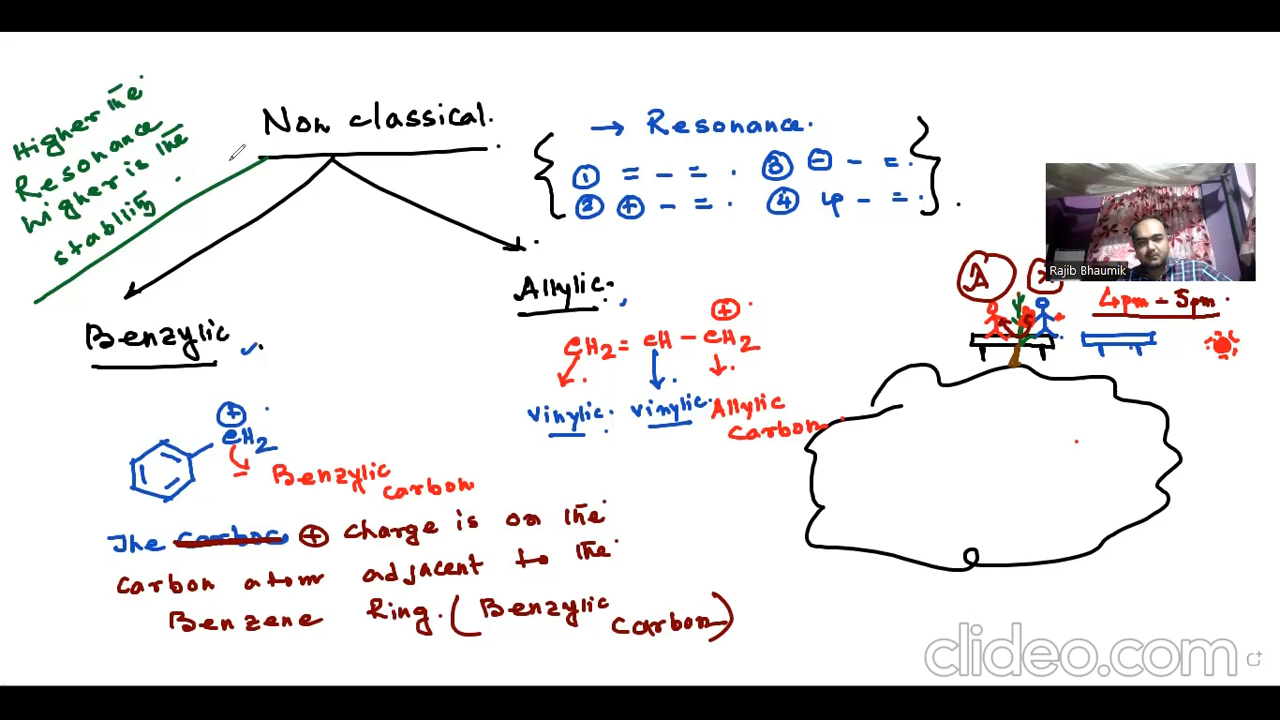 Higher the
Resonance
higher is the
stablliy
Non classical.
→ Resonance.
① = - = . ③ ⊖ - = .
② ⊕ - = . ④ φ - = .
Rajib Bhaumik
A
4pm - 5pm.
Benzylic
Allylic
⊕
CH2 = CH - CH2
Vinylic. Vinylic. Allylic
carbon
⊕
CH2
Benzylic
carbon
The carboc ⊕ charge is on the
carbon atom adjacent to the
Benzene Ring. (Benzylic
carbon)
clideo.com